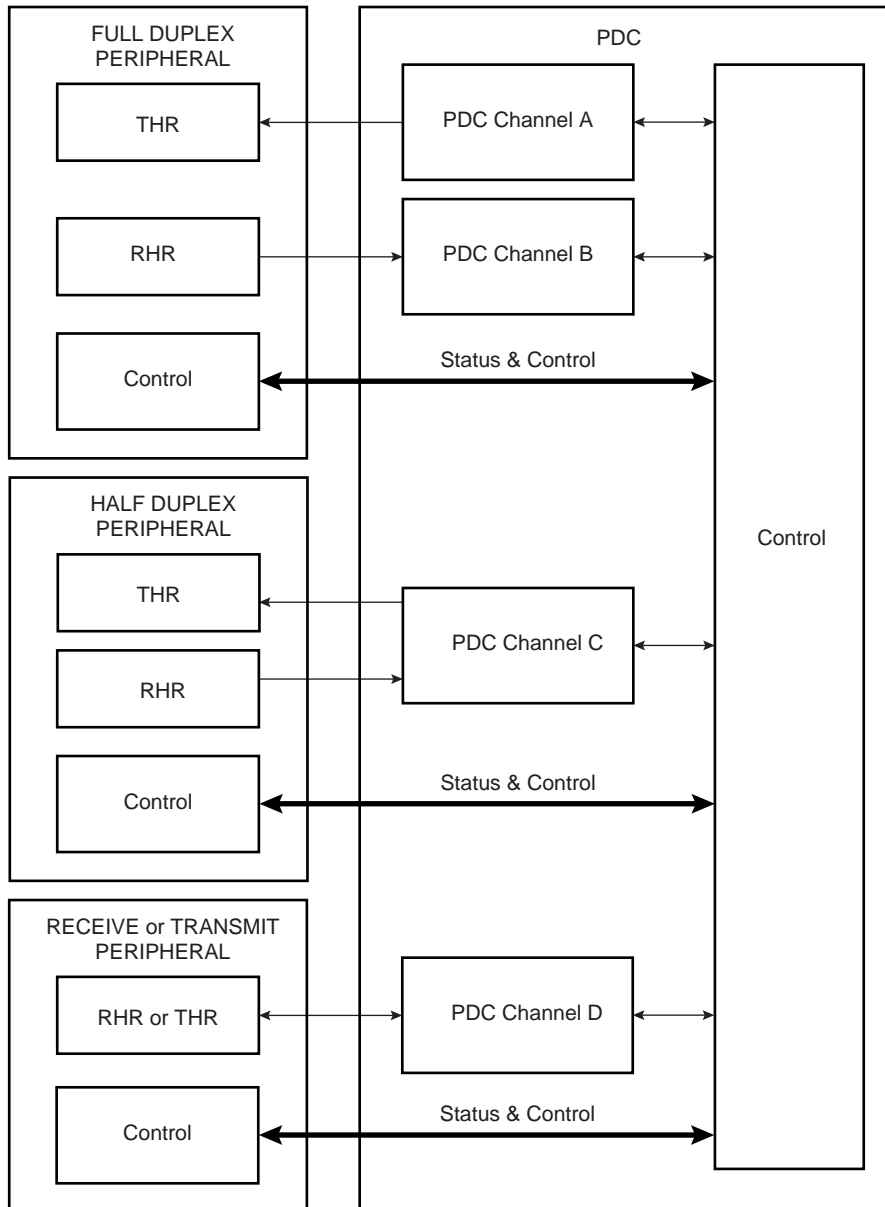 FULL DUPLEX
PERIPHERAL
THR
RHR
Control
HALF DUPLEX
PERIPHERAL
THR
RHR
Control
RECEIVE or TRANSMIT
PERIPHERAL
RHR or THR
Control
PDC
PDC Channel A
PDC Channel B
Status & Control
PDC Channel C
Status & Control
PDC Channel D
Status & Control
Control